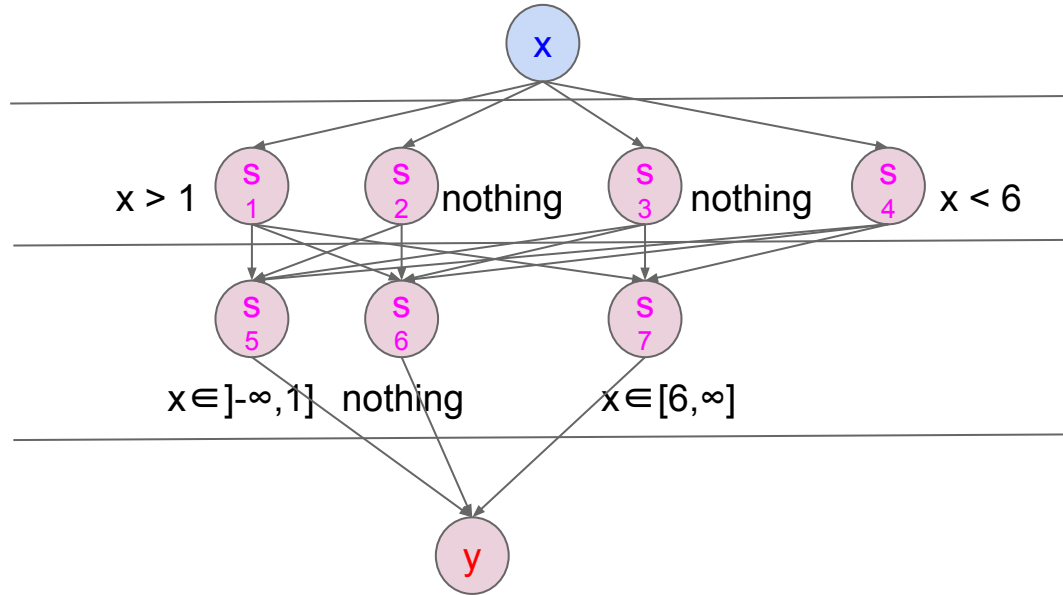 x
x > 1
s
1
s
2
nothing
s
3
nothing
s
4
x < 6
s
5
s
6
s
7
x∈]-∞,1]
nothing
x∈[6,∞]
y